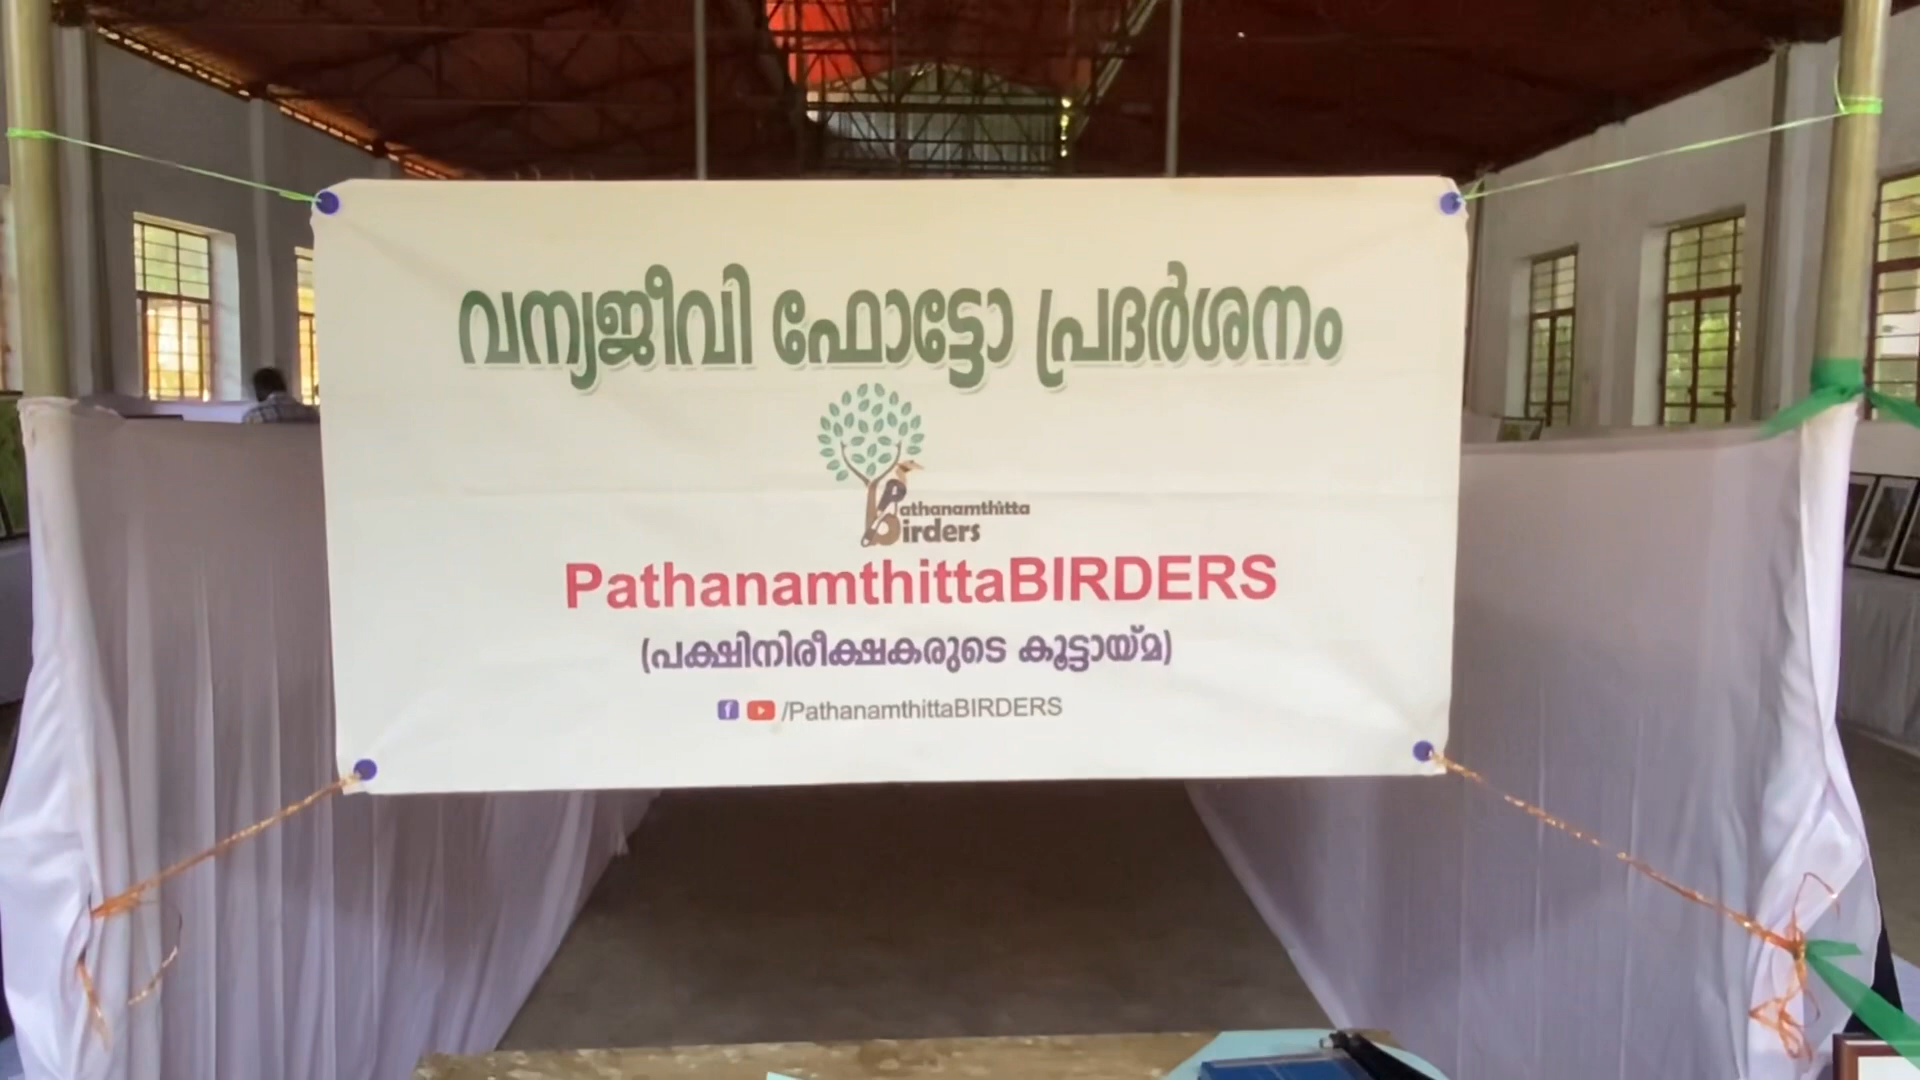 വന്യജീവി ഫോട്ടോ പ്രദർശനം
Pathanamthitta
Birders
PathanamthittaBIRDERS
(പക്ഷിനിരീക്ഷകരുടെ കൂട്ടായ്മ)
/PathanamthittaBIRDERS